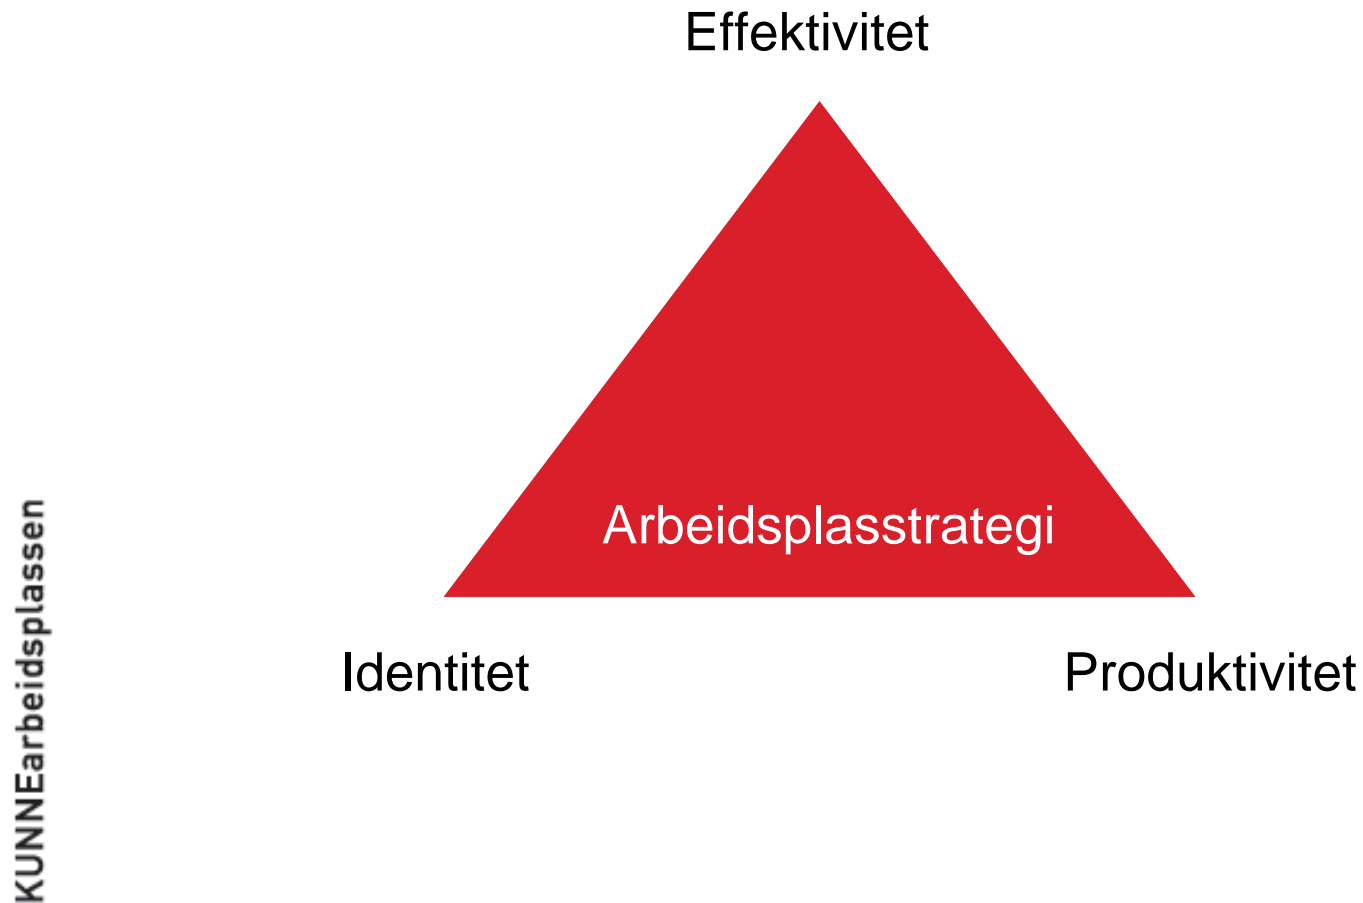 Effektivitet
Arbeidsplasstrategi
Identitet
Produktivitet
KUNNEarbeidsplassen